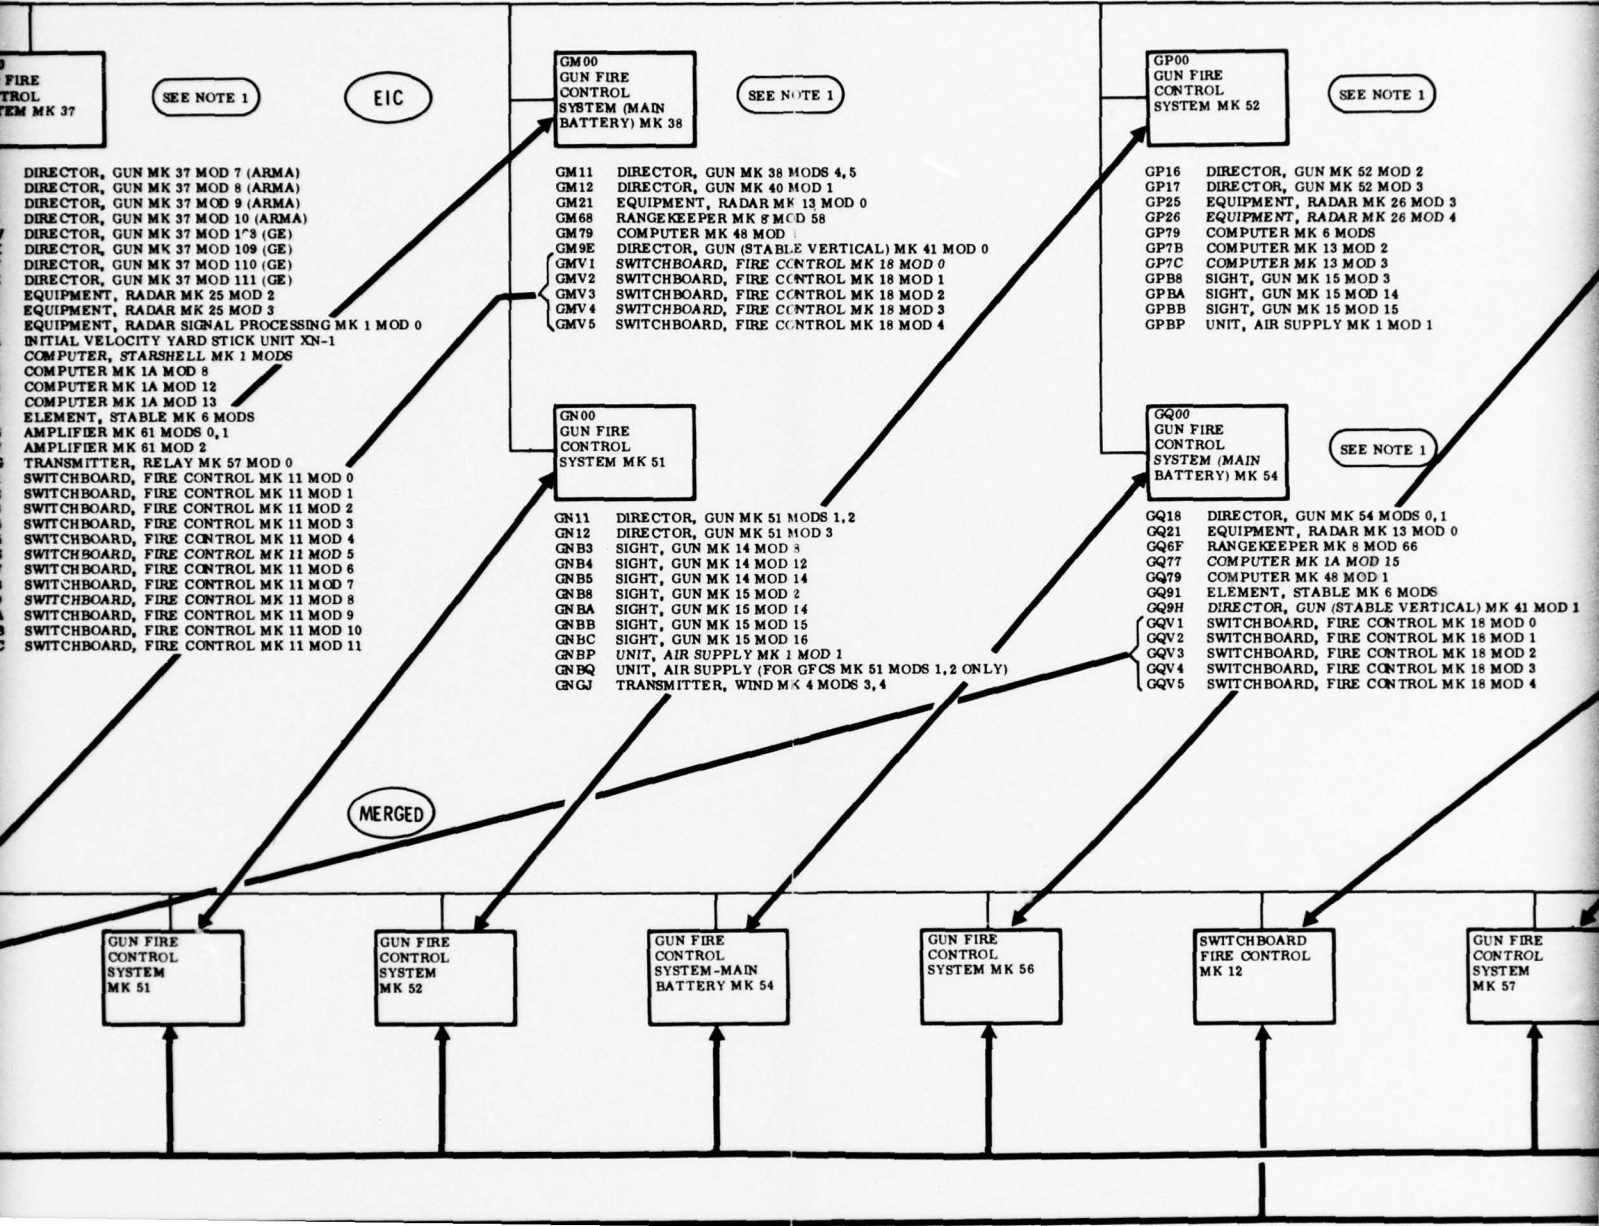 FIRE
TROL
TEM MK 37
SEE NOTE 1
EIC
DIRECTOR, GUN MK 37 MOD 7 (ARMA)
DIRECTOR, GUN MK 37 MOD 8 (ARMA)
DIRECTOR, GUN MK 37 MOD 9 (ARMA)
DIRECTOR, GUN MK 37 MOD 10 (ARMA)
DIRECTOR, GUN MK 37 MOD (GE)
DIRECTOR, GUN MK 37 MOD 109 (GE)
DIRECTOR, GUN MK 37 MOD 110 (GE)
DIRECTOR, GUN MK 37 MOD 111 (GE)
EQUIPMENT, RADAR MK 25 MOD 2
EQUIPMENT, RADAR MK 25 MOD 3
EQUIPMENT, RADAR SIGNAL PROCESSING MK 1 MOD 0
INITIAL VELOCITY YARD STICK UNIT XN-1
COMPUTER, STARSHELL MK 1 MODS
COMPUTER MK 1A MOD 8
COMPUTER MK 1A MOD 12
COMPUTER MK 1A MOD 13
ELEMENT, STABLE MK 6 MODS
AMPLIFIER MK 61 MODS 0,1
AMPLIFIER MK 61 MOD 2
TRANSMITTER, RELAY MK 57 MOD 0
SWITCHBOARD, FIRE CONTROL MK 11 MOD 0
SWITCHBOARD, FIRE CONTROL MK 11 MOD 1
SWITCHBOARD, FIRE CONTROL MK 11 MOD 2
SWITCHBOARD, FIRE CONTROL MK 11 MOD 3
SWITCHBOARD, FIRE CONTROL MK 11 MOD 4
SWITCHBOARD, FIRE CONTROL MK 11 MOD 5
SWITCHBOARD, FIRE CONTROL MK 11 MOD 6
SWITCHBOARD, FIRE CONTROL MK 11 MOD 7
SWITCHBOARD, FIRE CONTROL MK 11 MOD 8
SWITCHBOARD, FIRE CONTROL MK 11 MOD 9
SWITCHBOARD, FIRE CONTROL MK 11 MOD 10
SWITCHBOARD, FIRE CONTROL MK 11 MOD 11
GM00
GUN FIRE
CONTROL
SYSTEM (MAIN
BATTERY) MK 38
SEE NOTE 1
GM11 DIRECTOR, GUN MK 38 MODS 4,5
GM12 DIRECTOR, GUN MK 40 MOD 1
GM21 EQUIPMENT, RADAR MK 13 MOD 0
GM68 RANGEKEEPER MK 8 MOD 58
GM79 COMPUTER MK 48 MOD
GM9E DIRECTOR, GUN (STABLE VERTICAL) MK 41 MOD 0
GMV1 SWITCHBOARD, FIRE CONTROL MK 18 MOD 0
GMV2 SWITCHBOARD, FIRE CONTROL MK 18 MOD 1
GMV3 SWITCHBOARD, FIRE CONTROL MK 18 MOD 2
GMV4 SWITCHBOARD, FIRE CONTROL MK 18 MOD 3
GMV5 SWITCHBOARD, FIRE CONTROL MK 18 MOD 4
GN00
GUN FIRE
CONTROL
SYSTEM MK 51
GN11 DIRECTOR, GUN MK 51 MODS 1,2
GN12 DIRECTOR, GUN MK 51 MOD 3
GNB3 SIGHT, GUN MK 14 MOD 8
GNB4 SIGHT, GUN MK 14 MOD 12
GNB5 SIGHT, GUN MK 14 MOD 14
GNB8 SIGHT, GUN MK 15 MOD 2
GNBA SIGHT, GUN MK 15 MOD 14
GNBB SIGHT, GUN MK 15 MOD 15
GNBC SIGHT, GUN MK 15 MOD 16
GNBP UNIT, AIR SUPPLY MK 1 MOD 1
GNBQ UNIT, AIR SUPPLY (FOR GFCS MK 51 MODS 1,2 ONLY)
GNGJ TRANSMITTER, WIND MK 4 MODS 3,4
GP00
GUN FIRE
CONTROL
SYSTEM MK 52
SEE NOTE 1
GP16 DIRECTOR, GUN MK 52 MOD 2
GP17 DIRECTOR, GUN MK 52 MOD 3
GP25 EQUIPMENT, RADAR MK 26 MOD 3
GP26 EQUIPMENT, RADAR MK 26 MOD 4
GP79 COMPUTER MK 6 MODS
GP7B COMPUTER MK 13 MOD 2
GP7C COMPUTER MK 13 MOD 3
GPB8 SIGHT, GUN MK 15 MOD 3
GPBA SIGHT, GUN MK 15 MOD 14
GPBB SIGHT, GUN MK 15 MOD 15
GPBP UNIT, AIR SUPPLY MK 1 MOD 1
GQ00
GUN FIRE
CONTROL
SYSTEM (MAIN
BATTERY) MK 54
SEE NOTE 1
GQ18 DIRECTOR, GUN MK 54 MODS 0,1
GQ21 EQUIPMENT, RADAR MK 13 MOD 0
GQ6F RANGEKEEPER MK 8 MOD 66
GQ77 COMPUTER MK 1A MOD 15
GQ79 COMPUTER MK 48 MOD 1
GQ91 ELEMENT, STABLE MK 6 MODS
GQ9H DIRECTOR, GUN (STABLE VERTICAL) MK 41 MOD 1
GQV1 SWITCHBOARD, FIRE CONTROL MK 18 MOD 0
GQV2 SWITCHBOARD, FIRE CONTROL MK 18 MOD 1
GQV3 SWITCHBOARD, FIRE CONTROL MK 18 MOD 2
GQV4 SWITCHBOARD, FIRE CONTROL MK 18 MOD 3
GQV5 SWITCHBOARD, FIRE CONTROL MK 18 MOD 4
MERGED
GUN FIRE
CONTROL
SYSTEM
MK 51
GUN FIRE
CONTROL
SYSTEM
MK 52
GUN FIRE
CONTROL
SYSTEM-MAIN
BATTERY MK 54
GUN FIRE
CONTROL
SYSTEM MK 56
SWITCHBOARD
FIRE CONTROL
MK 12
GUN FIRE
CONTROL
SYSTEM
MK 57